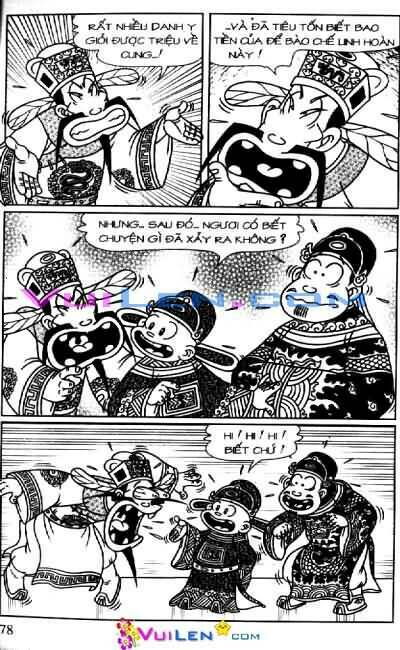 RẤT NHIỀU DANH Y
GIỎI ĐƯỢC TRIỆU VỀ
CUNG...!
...VÀ ĐÃ TIÊU TỐN BIẾT BAO
TIỀN CỦA ĐỂ BÀO CHẾ LINH HOÀN
NÀY !
NHƯNG... SAU ĐÓ... NGƯƠI CÓ BIẾT
CHUYỆN GÌ ĐÃ XẢY RA KHÔNG ?
VUILEN.COM
HI ! HI ! HI !
BIẾT CHỨ !
78
VUILEN.COM